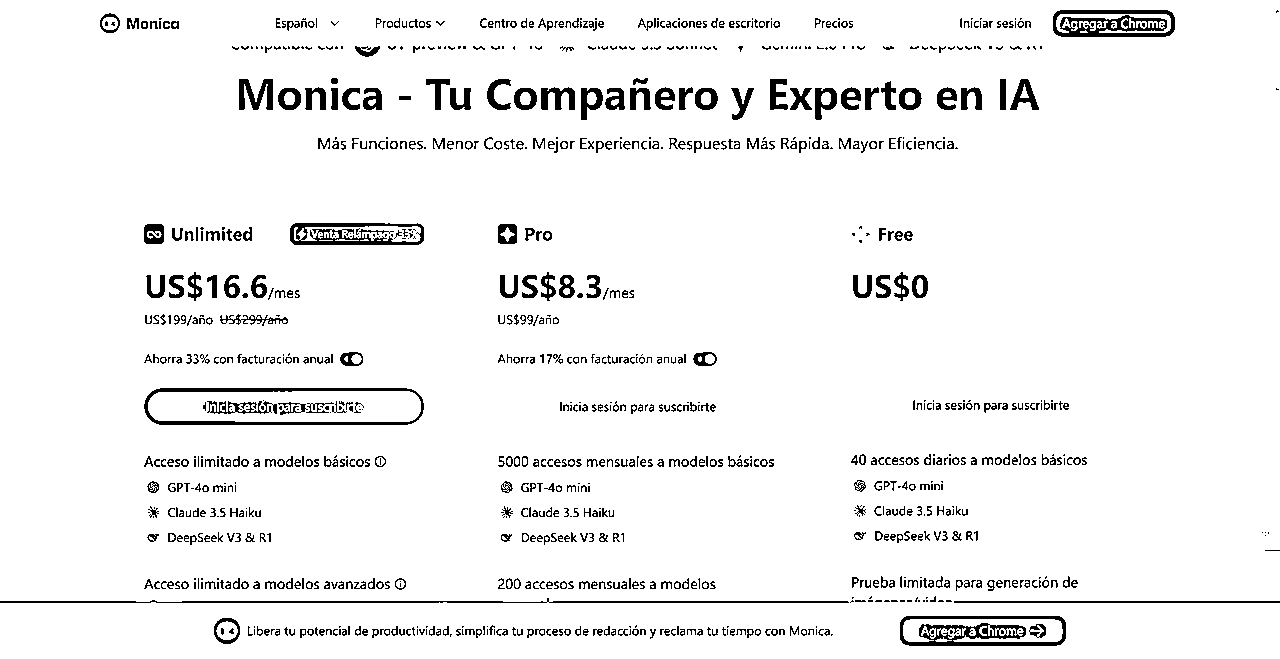 Monica Español Productos Centro de Aprendizaje Aplicaciones de escritorio Precios Iniciar sesión Agregar a Chrome
Monica - Tu Compañero y Experto en IA
Más Funciones. Menor Coste. Mejor Experiencia. Respuesta Más Rápida. Mayor Eficiencia.
Unlimited Venta Relámpago
US$16.6/mes
US$199/año US$299/año
Ahorra 33% con facturación anual
Inicia sesión para suscribirte
Acceso ilimitado a modelos básicos
GPT-4o mini
Claude 3.5 Haiku
DeepSeek V3 & R1
Acceso ilimitado a modelos avanzados
Pro
US$8.3/mes
US$99/año
Ahorra 17% con facturación anual
Inicia sesión para suscribirte
5000 accesos mensuales a modelos básicos
GPT-4o mini
Claude 3.5 Haiku
DeepSeek V3 & R1
200 accesos mensuales a modelos
Free
US$0
Inicia sesión para suscribirte
40 accesos diarios a modelos básicos
GPT-4o mini
Claude 3.5 Haiku
DeepSeek V3 & R1
Prueba limitada para generación de
Libera tu potencial de productividad, simplifica tu proceso de redacción y reclama tu tiempo con Monica. Agregar a Chrome